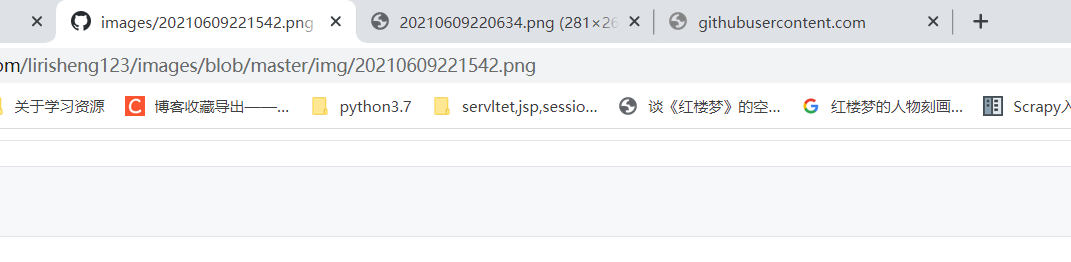 images/20210609221542.png
20210609220634.png (281×26
githubusercontent.com
om/lirisheng123/images/blob/master/img/20210609221542.png
关于学习资源
博客收藏导出——...
python3.7
servltet,jsp,sessio...
谈《红楼梦》的空...
红楼梦的人物刻画...
Scrapy入